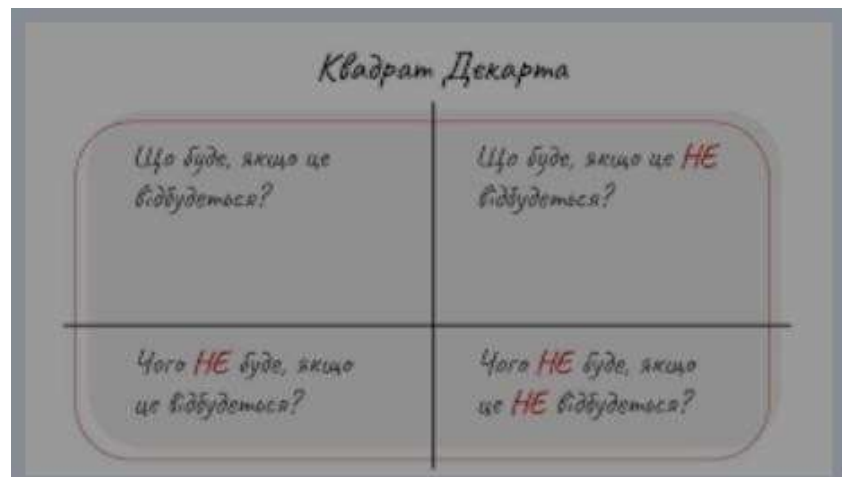 Квадрат Декарта
Що буде, якщо це
відбудеться?
Що буде, якщо це НЕ
відбудеться?
Чого НЕ буде, якщо
це відбудеться?
Чого НЕ буде, якщо
це НЕ відбудеться?